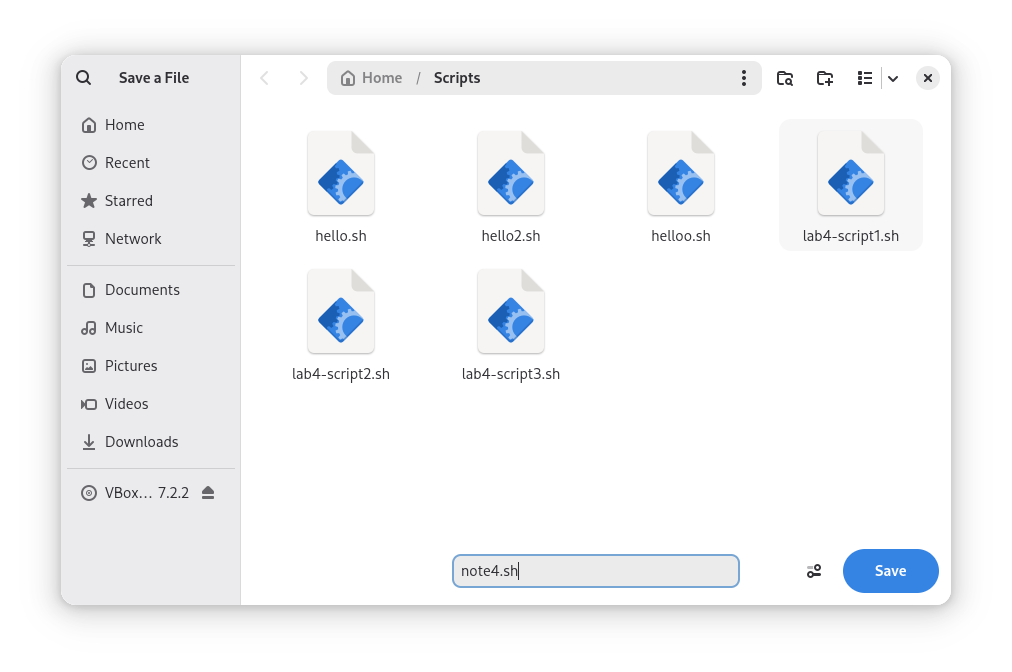 Save a File
Home / Scripts
Home
Recent
Starred
Network
Documents
Music
Pictures
Videos
Downloads
VBox... 7.2.2
hello.sh
hello2.sh
helloo.sh
lab4-script1.sh
lab4-script2.sh
lab4-script3.sh
note4.sh
Save